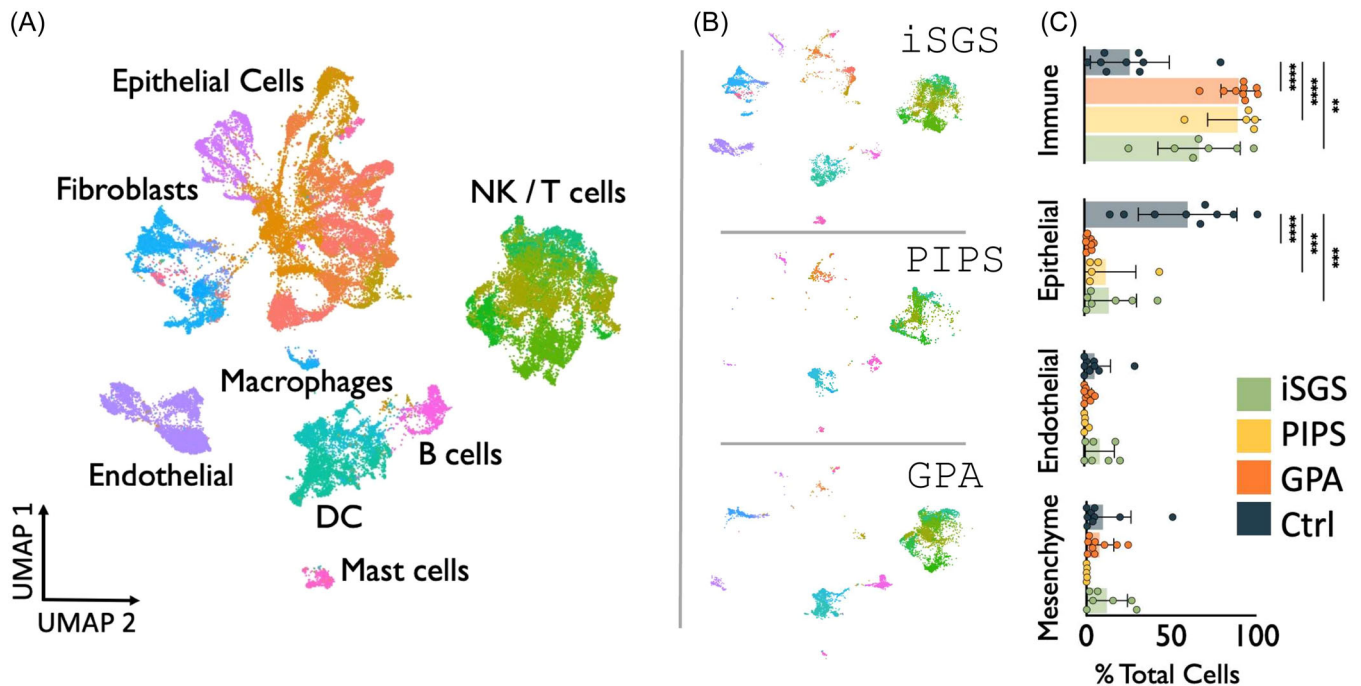 (A)
Epithelial Cells
Fibroblasts
NK / T cells
Macrophages
Endothelial
B cells
DC
Mast cells
UMAP 1
UMAP 2
(B)
iSGS
PIPS
GPA
(C)
Immune
****
****
**
Epithelial
****
***
***
Endothelial
Mesenchyme
iSGS
PIPS
GPA
Ctrl
0
50
100
% Total Cells